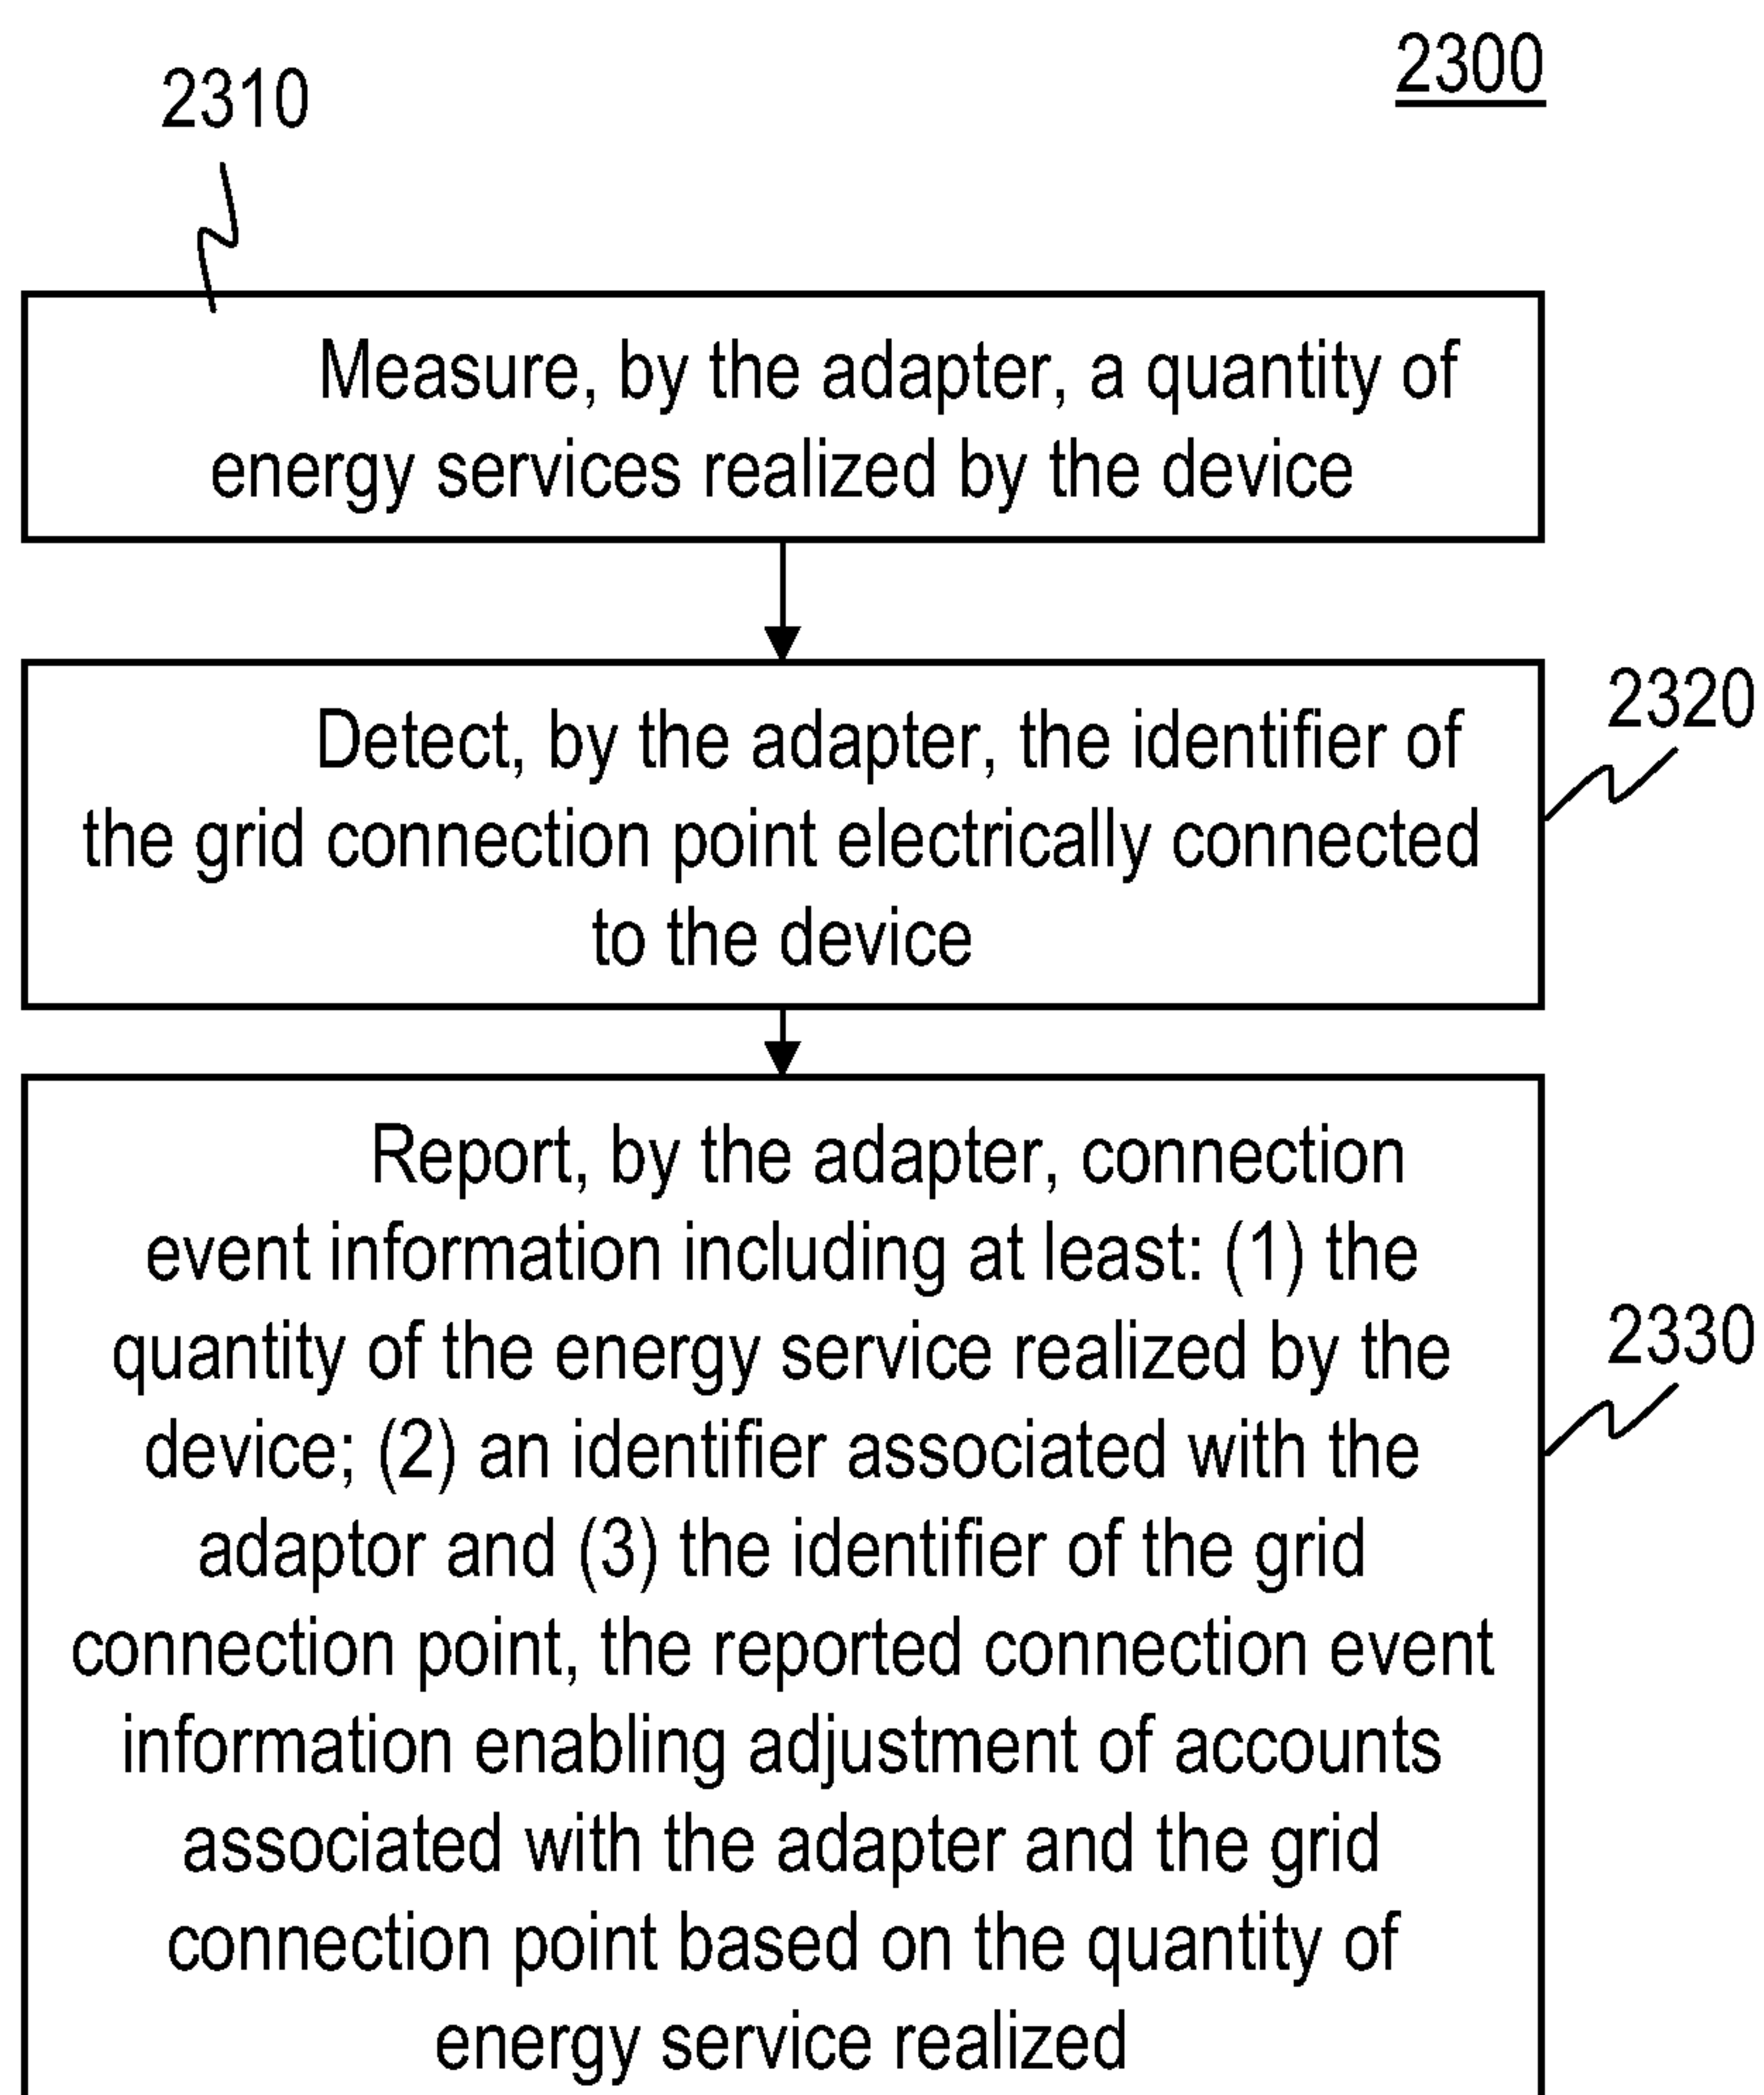 2300
2310
Measure, by the adapter, a quantity of
energy services realized by the device
Detect, by the adapter, the identifier of
the grid connection point electrically connected
to the device
2320
Report, by the adapter, connection
event information including at least: (1) the
quantity of the energy service realized by the
device; (2) an identifier associated with the
adaptor and (3) the identifier of the grid
connection point, the reported connection event
information enabling adjustment of accounts
associated with the adapter and the grid
connection point based on the quantity of
energy service realized
2330